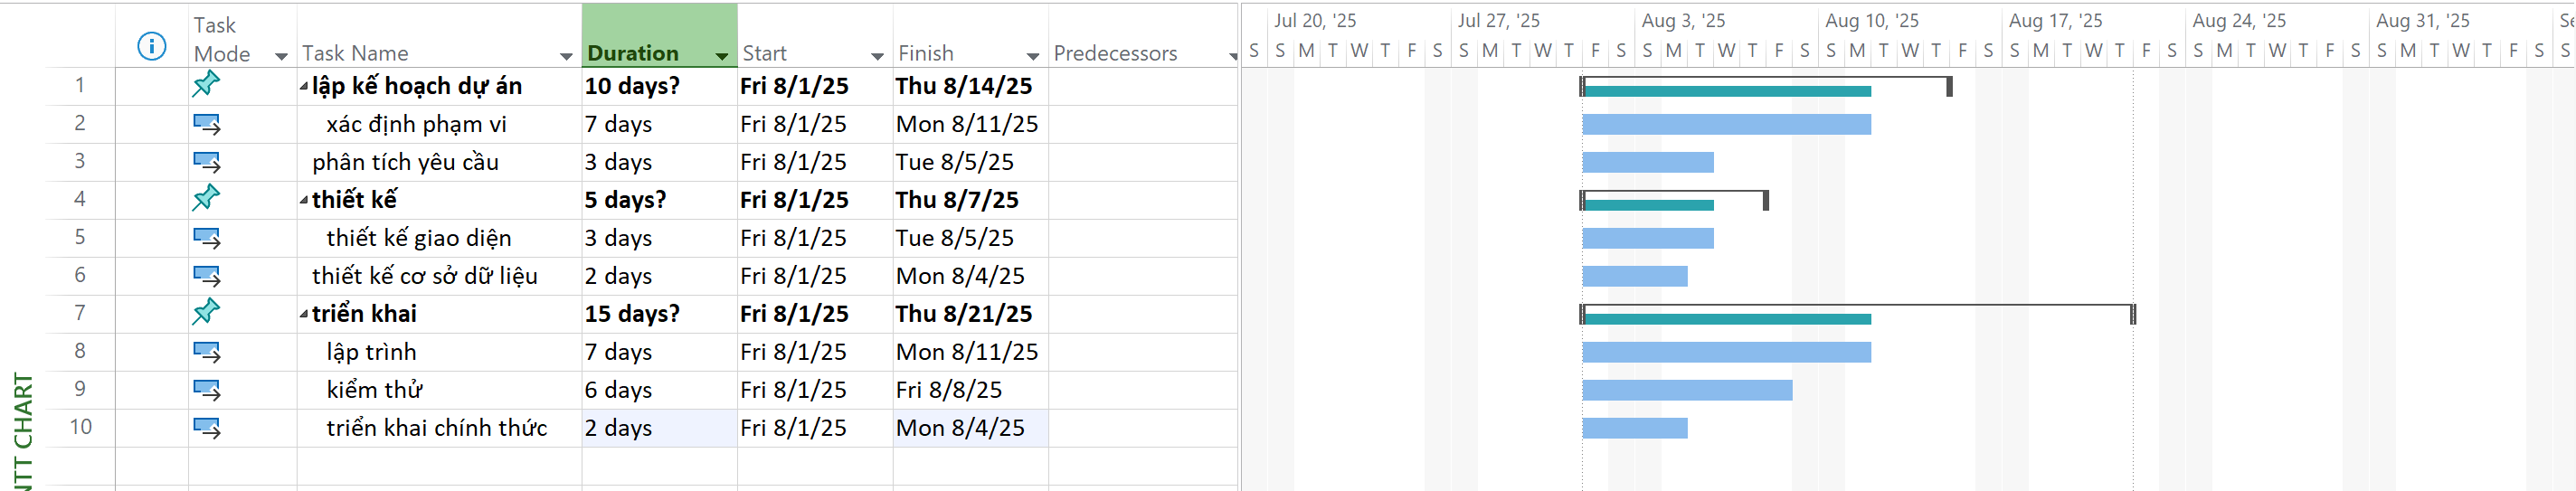 Task Mode Task Name Duration Start Finish Predecessors
Jul 20, '25 Jul 27, '25 Aug 3, '25 Aug 10, '25 Aug 17, '25 Aug 24, '25 Aug 31, '25
S S M T W T F S S M T W T F S S M T W T F S S M T W T F S S M T W T F S S M T W T F S S M T W T F S S
1 lập kế hoạch dự án 10 days? Fri 8/1/25 Thu 8/14/25
2 xác định phạm vi 7 days Fri 8/1/25 Mon 8/11/25
3 phân tích yêu cầu 3 days Fri 8/1/25 Tue 8/5/25
4 thiết kế 5 days? Fri 8/1/25 Thu 8/7/25
5 thiết kế giao diện 3 days Fri 8/1/25 Tue 8/5/25
6 thiết kế cơ sở dữ liệu 2 days Fri 8/1/25 Mon 8/4/25
7 triển khai 15 days? Fri 8/1/25 Thu 8/21/25
8 lập trình 7 days Fri 8/1/25 Mon 8/11/25
9 kiểm thử 6 days Fri 8/1/25 Fri 8/8/25
10 triển khai chính thức 2 days Fri 8/1/25 Mon 8/4/25
CHART